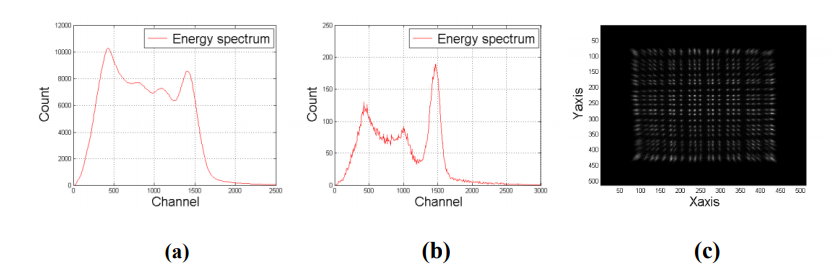 12000
10000
8000
6000
4000
2000
0
0 500 1000 1500 2000 2500
Count
Channel
Energy spectrum
(a)
250
200
150
100
50
0
0 500 1000 1500 2000 2500 3000
Count
Channel
Energy spectrum
(b)
50
100
150
200
250
300
350
400
450
500
50 100 150 200 250 300 350 400 450 500
Yaxis
Xaxis
(c)